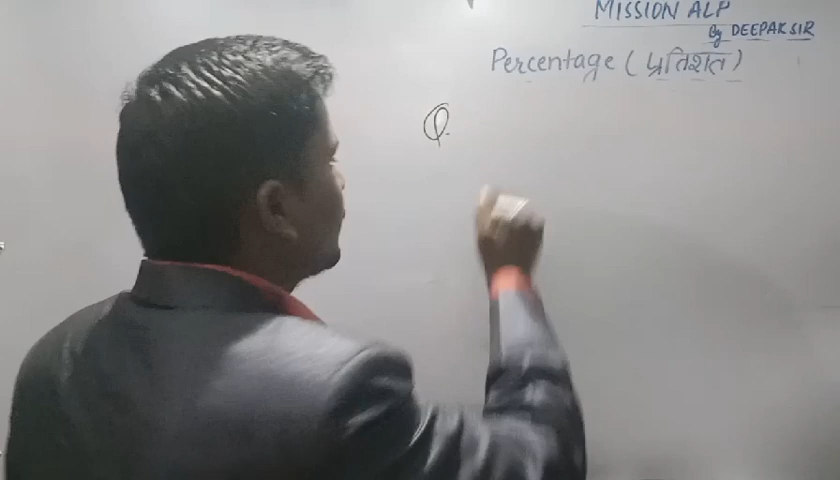 MISSION ALP
By DEEPAK SIR
Percentage ( प्रतिशत )
Q.